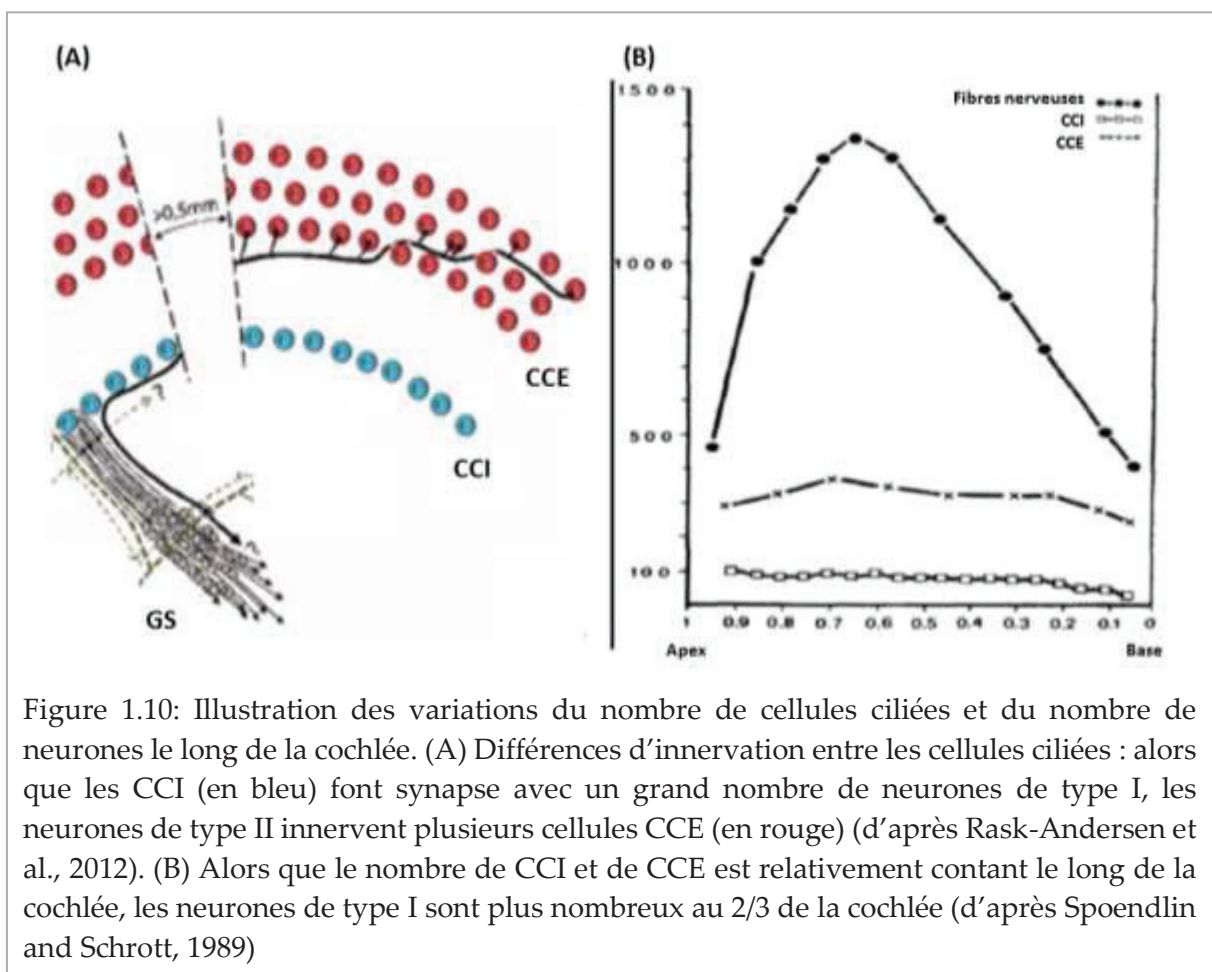 (A)
(B)
>0.5mm
?
CCE
CCI
GS
Fibres nerveuses
CCI
CCE
1500
1000
500
100
1 0.9 0.8 0.7 0.6 0.5 0.4 0.3 0.2 0.1 0
Apex Base
Figure 1.10: Illustration des variations du nombre de cellules ciliées et du nombre de
neurones le long de la cochlée. (A) Différences d’innervation entre les cellules ciliées : alors
que les CCI (en bleu) font synapse avec un grand nombre de neurones de type I, les
neurones de type II innervent plusieurs cellules CCE (en rouge) (d’après Rask-Andersen et
al., 2012). (B) Alors que le nombre de CCI et de CCE est relativement contant le long de la
cochlée, les neurones de type I sont plus nombreux au 2/3 de la cochlée (d’après Spoendlin
and Schrott, 1989)